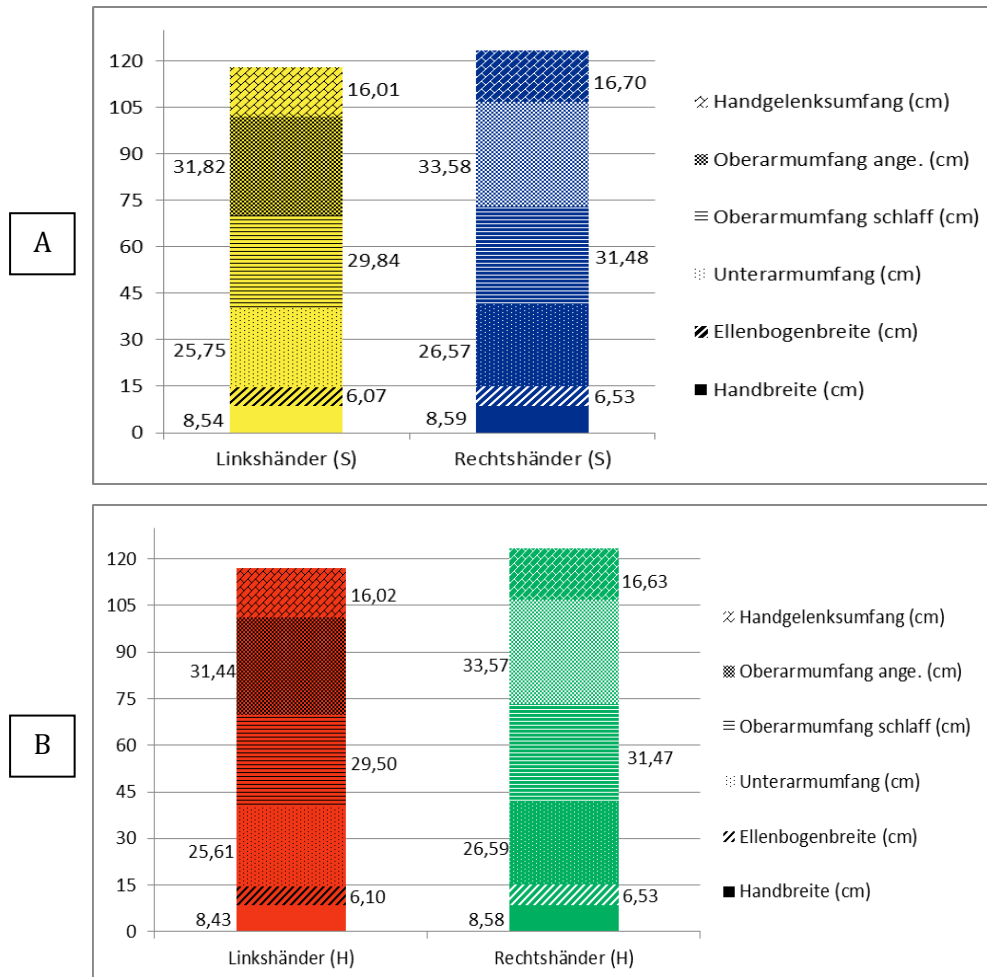 A
120
105
90
75
60
45
30
15
0
16,01
31,82
29,84
25,75
6,07
8,54
Linkshänder (S)
16,70
33,58
31,48
26,57
6,53
8,59
Rechtshänder (S)
Handgelenksumfang (cm)
Oberarmumfang ange. (cm)
Oberarmumfang schlaff (cm)
Unterarmumfang (cm)
Ellenbogenbreite (cm)
Handbreite (cm)
B
120
105
90
75
60
45
30
15
0
16,02
31,44
29,50
25,61
6,10
8,43
Linkshänder (H)
16,63
33,57
31,47
26,59
6,53
8,58
Rechtshänder (H)
Handgelenksumfang (cm)
Oberarmumfang ange. (cm)
Oberarmumfang schlaff (cm)
Unterarmumfang (cm)
Ellenbogenbreite (cm)
Handbreite (cm)